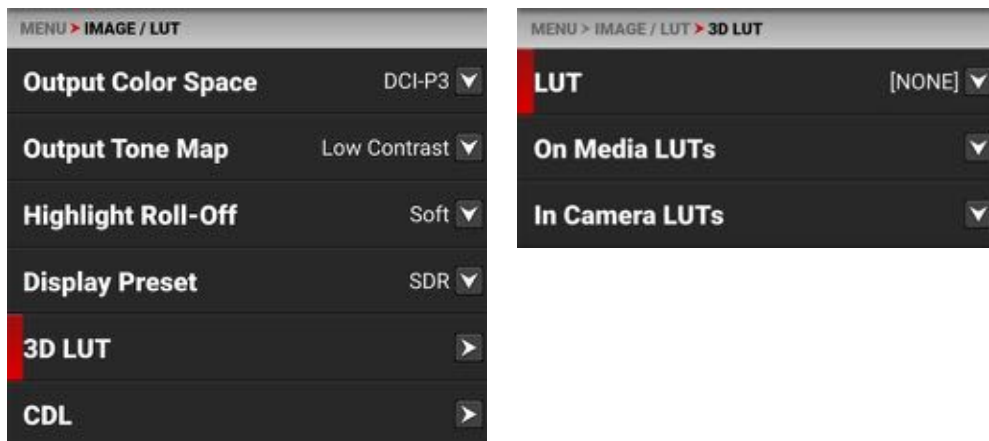 MENU > IMAGE / LUT
Output Color Space DCI-P3
Output Tone Map Low Contrast
Highlight Roll-Off Soft
Display Preset SDR
3D LUT
CDL
MENU > IMAGE / LUT > 3D LUT
LUT [NONE]
On Media LUTs
In Camera LUTs